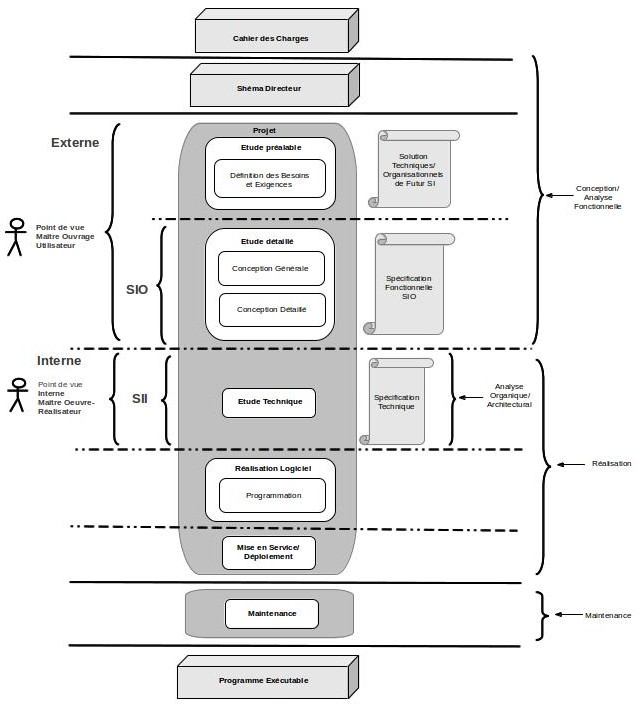 Cahier des Charges
Shéma Directeur
Projet
Externe
Etude préalable
Définition des Besoins
et Exigences
Solution
Techniques/
Organisationnels
de Futur SI
Conception/
Analyse
Fonctionnelle
Point de vue
Maître Ouvrage
Utilisateur
Etude détaillé
SIO
Conception Générale
Conception Détaillé
Spécification
Fonctionnelle
SIO
Interne
Point de vue
Interne
Maître Oeuvre-
Réalisateur
SII
Etude Technique
Spécification
Technique
Analyse
Organique/
Architectural
Réalisation
Réalisation Logiciel
Programmation
Mise en Service/
Déploiement
Maintenance
Maintenance
Programme Exécutable